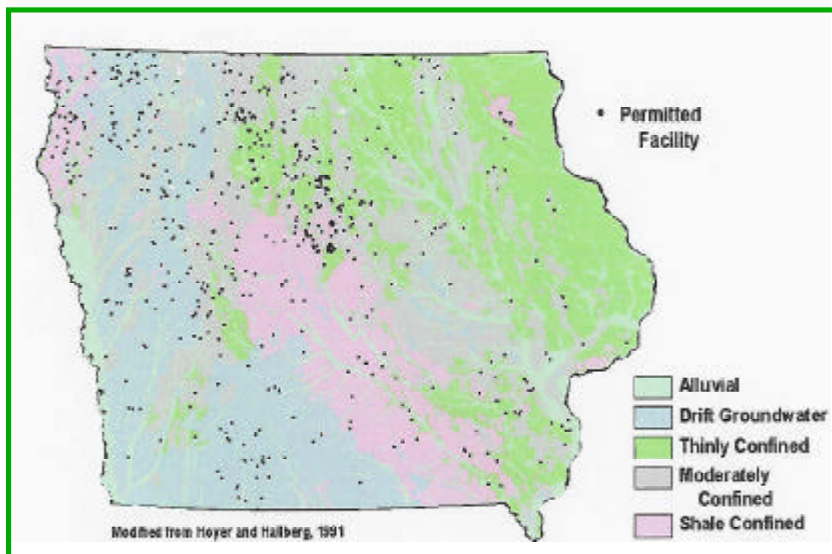 Permitted
Facility
Alluvial
Drift Groundwater
Thinly Confined
Moderately
Confined
Shale Confined
Modified from Hoyer and Hallberg, 1991